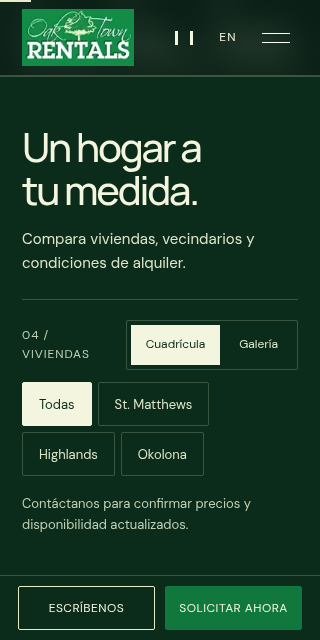 Oak Town
RENTALS
EN
Un hogar a
tu medida.
Compara viviendas, vecindarios y
condiciones de alquiler.
04 /
VIVIENDAS
Cuadrícula
Galería
Todas
St. Matthews
Highlands
Okolona
Contáctanos para confirmar precios y
disponibilidad actualizados.
ESCRÍBENOS
SOLICITAR AHORA